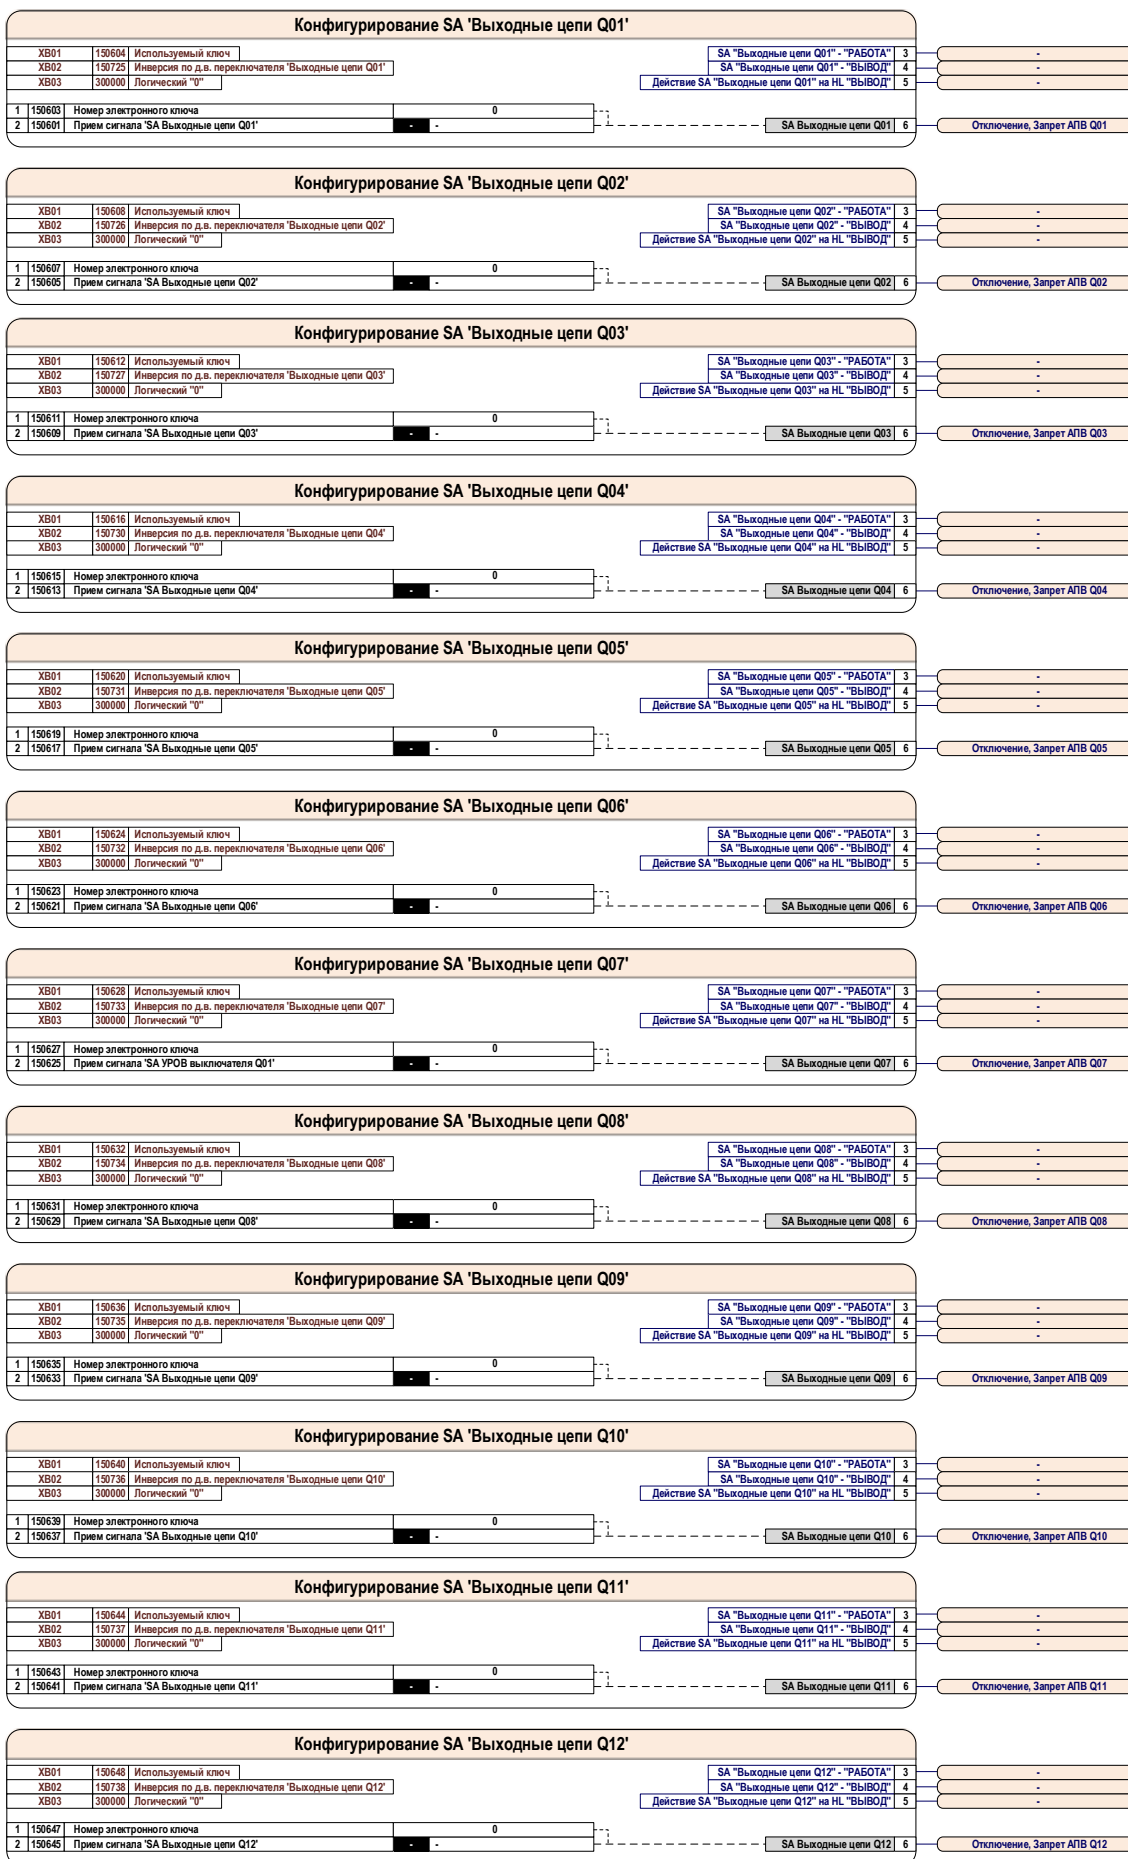 Конфигурирование SA 'Выходные цепи Q01'
XB01 150604 Используемый ключ SA "Выходные цепи Q01" - "РАБОТА" 3 -
XB02 150725 Инверсия по д.в. переключателя 'Выходные цепи Q01' SA "Выходные цепи Q01" - "ВЫВОД" 4 -
XB03 300000 Логический "0" Действие SA "Выходные цепи Q01" на HL "ВЫВОД" 5 -
1 150603 Номер электронного ключа 0
2 150601 Прием сигнала 'SA Выходные цепи Q01' - - SA Выходные цепи Q01 6 Отключение, Запрет АПВ Q01
Конфигурирование SA 'Выходные цепи Q02'
XB01 150608 Используемый ключ SA "Выходные цепи Q02" - "РАБОТА" 3 -
XB02 150726 Инверсия по д.в. переключателя 'Выходные цепи Q02' SA "Выходные цепи Q02" - "ВЫВОД" 4 -
XB03 300000 Логический "0" Действие SA "Выходные цепи Q02" на HL "ВЫВОД" 5 -
1 150607 Номер электронного ключа 0
2 150605 Прием сигнала 'SA Выходные цепи Q02' - - SA Выходные цепи Q02 6 Отключение, Запрет АПВ Q02
Конфигурирование SA 'Выходные цепи Q03'
XB01 150612 Используемый ключ SA "Выходные цепи Q03" - "РАБОТА" 3 -
XB02 150727 Инверсия по д.в. переключателя 'Выходные цепи Q03' SA "Выходные цепи Q03" - "ВЫВОД" 4 -
XB03 300000 Логический "0" Действие SA "Выходные цепи Q03" на HL "ВЫВОД" 5 -
1 150611 Номер электронного ключа 0
2 150609 Прием сигнала 'SA Выходные цепи Q03' - - SA Выходные цепи Q03 6 Отключение, Запрет АПВ Q03
Конфигурирование SA 'Выходные цепи Q04'
XB01 150616 Используемый ключ SA "Выходные цепи Q04" - "РАБОТА" 3 -
XB02 150730 Инверсия по д.в. переключателя 'Выходные цепи Q04' SA "Выходные цепи Q04" - "ВЫВОД" 4 -
XB03 300000 Логический "0" Действие SA "Выходные цепи Q04" на HL "ВЫВОД" 5 -
1 150615 Номер электронного ключа 0
2 150613 Прием сигнала 'SA Выходные цепи Q04' - - SA Выходные цепи Q04 6 Отключение, Запрет АПВ Q04
Конфигурирование SA 'Выходные цепи Q05'
XB01 150620 Используемый ключ SA "Выходные цепи Q05" - "РАБОТА" 3 -
XB02 150731 Инверсия по д.в. переключателя 'Выходные цепи Q05' SA "Выходные цепи Q05" - "ВЫВОД" 4 -
XB03 300000 Логический "0" Действие SA "Выходные цепи Q05" на HL "ВЫВОД" 5 -
1 150619 Номер электронного ключа 0
2 150617 Прием сигнала 'SA Выходные цепи Q05' - - SA Выходные цепи Q05 6 Отключение, Запрет АПВ Q05
Конфигурирование SA 'Выходные цепи Q06'
XB01 150624 Используемый ключ SA "Выходные цепи Q06" - "РАБОТА" 3 -
XB02 150732 Инверсия по д.в. переключателя 'Выходные цепи Q06' SA "Выходные цепи Q06" - "ВЫВОД" 4 -
XB03 300000 Логический "0" Действие SA "Выходные цепи Q06" на HL "ВЫВОД" 5 -
1 150623 Номер электронного ключа 0
2 150621 Прием сигнала 'SA Выходные цепи Q06' - - SA Выходные цепи Q06 6 Отключение, Запрет АПВ Q06
Конфигурирование SA 'Выходные цепи Q07'
XB01 150628 Используемый ключ SA "Выходные цепи Q07" - "РАБОТА" 3 -
XB02 150733 Инверсия по д.в. переключателя 'Выходные цепи Q07' SA "Выходные цепи Q07" - "ВЫВОД" 4 -
XB03 300000 Логический "0" Действие SA "Выходные цепи Q07" на HL "ВЫВОД" 5 -
1 150627 Номер электронного ключа 0
2 150625 Прием сигнала 'SA УРОВ выключателя Q01' - - SA Выходные цепи Q07 6 Отключение, Запрет АПВ Q07
Конфигурирование SA 'Выходные цепи Q08'
XB01 150632 Используемый ключ SA "Выходные цепи Q08" - "РАБОТА" 3 -
XB02 150734 Инверсия по д.в. переключателя 'Выходные цепи Q08' SA "Выходные цепи Q08" - "ВЫВОД" 4 -
XB03 300000 Логический "0" Действие SA "Выходные цепи Q08" на HL "ВЫВОД" 5 -
1 150631 Номер электронного ключа 0
2 150629 Прием сигнала 'SA Выходные цепи Q08' - - SA Выходные цепи Q08 6 Отключение, Запрет АПВ Q08
Конфигурирование SA 'Выходные цепи Q09'
XB01 150636 Используемый ключ SA "Выходные цепи Q09" - "РАБОТА" 3 -
XB02 150735 Инверсия по д.в. переключателя 'Выходные цепи Q09' SA "Выходные цепи Q09" - "ВЫВОД" 4 -
XB03 300000 Логический "0" Действие SA "Выходные цепи Q09" на HL "ВЫВОД" 5 -
1 150635 Номер электронного ключа 0
2 150633 Прием сигнала 'SA Выходные цепи Q09' - - SA Выходные цепи Q09 6 Отключение, Запрет АПВ Q09
Конфигурирование SA 'Выходные цепи Q10'
XB01 150640 Используемый ключ SA "Выходные цепи Q10" - "РАБОТА" 3 -
XB02 150736 Инверсия по д.в. переключателя 'Выходные цепи Q10' SA "Выходные цепи Q10" - "ВЫВОД" 4 -
XB03 300000 Логический "0" Действие SA "Выходные цепи Q10" на HL "ВЫВОД" 5 -
1 150639 Номер электронного ключа 0
2 150637 Прием сигнала 'SA Выходные цепи Q10' - - SA Выходные цепи Q10 6 Отключение, Запрет АПВ Q10
Конфигурирование SA 'Выходные цепи Q11'
XB01 150644 Используемый ключ SA "Выходные цепи Q11" - "РАБОТА" 3 -
XB02 150737 Инверсия по д.в. переключателя 'Выходные цепи Q11' SA "Выходные цепи Q11" - "ВЫВОД" 4 -
XB03 300000 Логический "0" Действие SA "Выходные цепи Q11" на HL "ВЫВОД" 5 -
1 150643 Номер электронного ключа 0
2 150641 Прием сигнала 'SA Выходные цепи Q11' - - SA Выходные цепи Q11 6 Отключение, Запрет АПВ Q11
Конфигурирование SA 'Выходные цепи Q12'
XB01 150648 Используемый ключ SA "Выходные цепи Q12" - "РАБОТА" 3 -
XB02 150738 Инверсия по д.в. переключателя 'Выходные цепи Q12' SA "Выходные цепи Q12" - "ВЫВОД" 4 -
XB03 300000 Логический "0" Действие SA "Выходные цепи Q12" на HL "ВЫВОД" 5 -
1 150647 Номер электронного ключа 0
2 150645 Прием сигнала 'SA Выходные цепи Q12' - - SA Выходные цепи Q12 6 Отключение, Запрет АПВ Q12